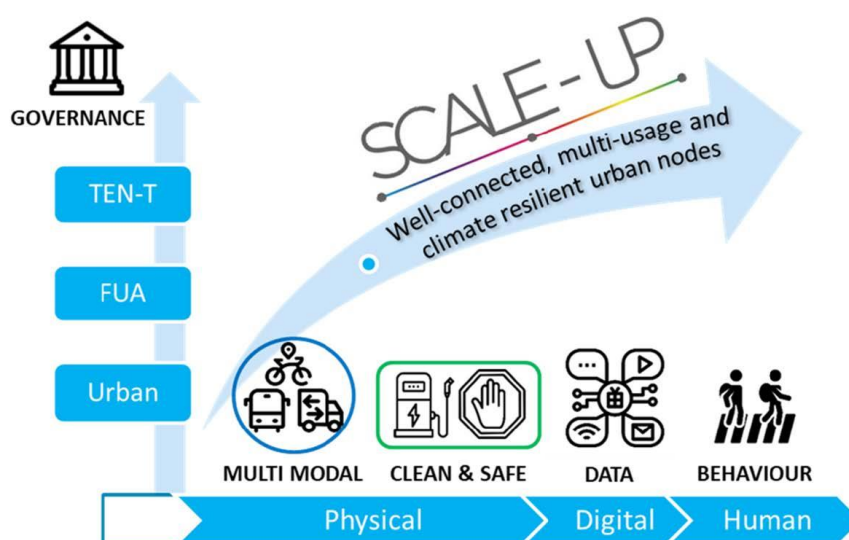 GOVERNANCE
TEN-T
FUA
Urban
SCALE-UP
Well-connected, multi-usage and
climate resilient urban nodes
MULTI MODAL
CLEAN & SAFE
DATA
BEHAVIOUR
Physical
Digital
Human